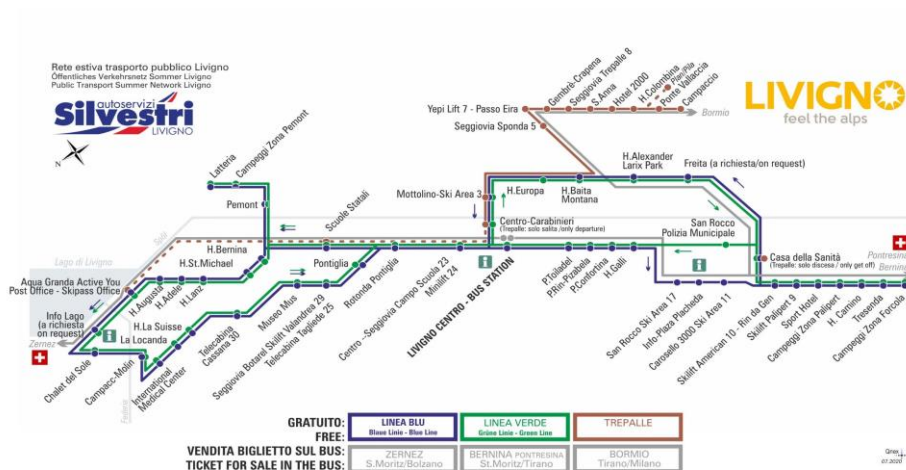 Rete estiva trasporto pubblico Livigno
Öffentliches Verkehrsnetz Sommer Livigno
Public Transport Summer Network Livigno
autoservizi
Silvestri
LIVIGNO
N
LIVIGNO
feel the alps
Yepi Lift 7 - Passo Eira
Gembrè-Crapena
Seggiovia Trepalle 8
S.Anna
Hotel 2000
H.Colombina
Pian/Pila
Ponte Vallaccia
Campaccio
Bormio
Seggiovia Sponda 5
Latteria
Campeggi Zona Pemont
Pemont
Scuole Statali
Mottolino-Ski Area 3
H.Europa
H.Baita
Montana
H.Alexander
Larix Park
Freita (a richiesta/on request)
Centro-Carabinieri
(Trepalle: solo salita /only departure)
San Rocco
Polizia Municipale
Casa della Sanità
(Trepalle: solo discesa / only get off)
Pontresina
Bernina
Lago di Livigno
Aqua Granda Active You
Post Office - Skipass Office
Info Lago
(a richiesta
on request)
Zernez
H.Bernina
H.St.Michael
H.Augusta
H.Adele
H.Lanz
H.La Suisse
La Locanda
Chalet del Sole
Campacc-Molin
International
Medical Center
Telecabina
Cassana 30
Museo Mus
Pontiglia
Seggiovia Botarel Skilift Valandrea 29
Telecabina Tagliede 25
Rotonda Pontiglia
Centro -Seggiovia Campo Scuola 23
Minilift 24
LIVIGNO CENTRO - BUS STATION
P.Toiladel
P.Rin-Pizabela
P.Confortina
H.Galli
San Rocco Ski Area 17
Info-Plaza Placheda
Carosello 3000 Ski Area 11
Skilift American 10 - Rin da Gen
Skilift Palipert 9
Sport Hotel
Campeggi Zona Palipert
H. Camino
Tresenda
Campeggi Zona Forcola
GRATUITO:
FREE:
LINEA BLU
Blaue Linie - Blue Line
LINEA VERDE
Grüne Linie - Green Line
TREPALLE
VENDITA BIGLIETTO SUL BUS:
TICKET FOR SALE IN THE BUS:
ZERNEZ
S.Moritz/Bolzano
BERNINA PONTRESINA
St.Moritz/Tirano
BORMIO
Tirano/Milano
07.2020